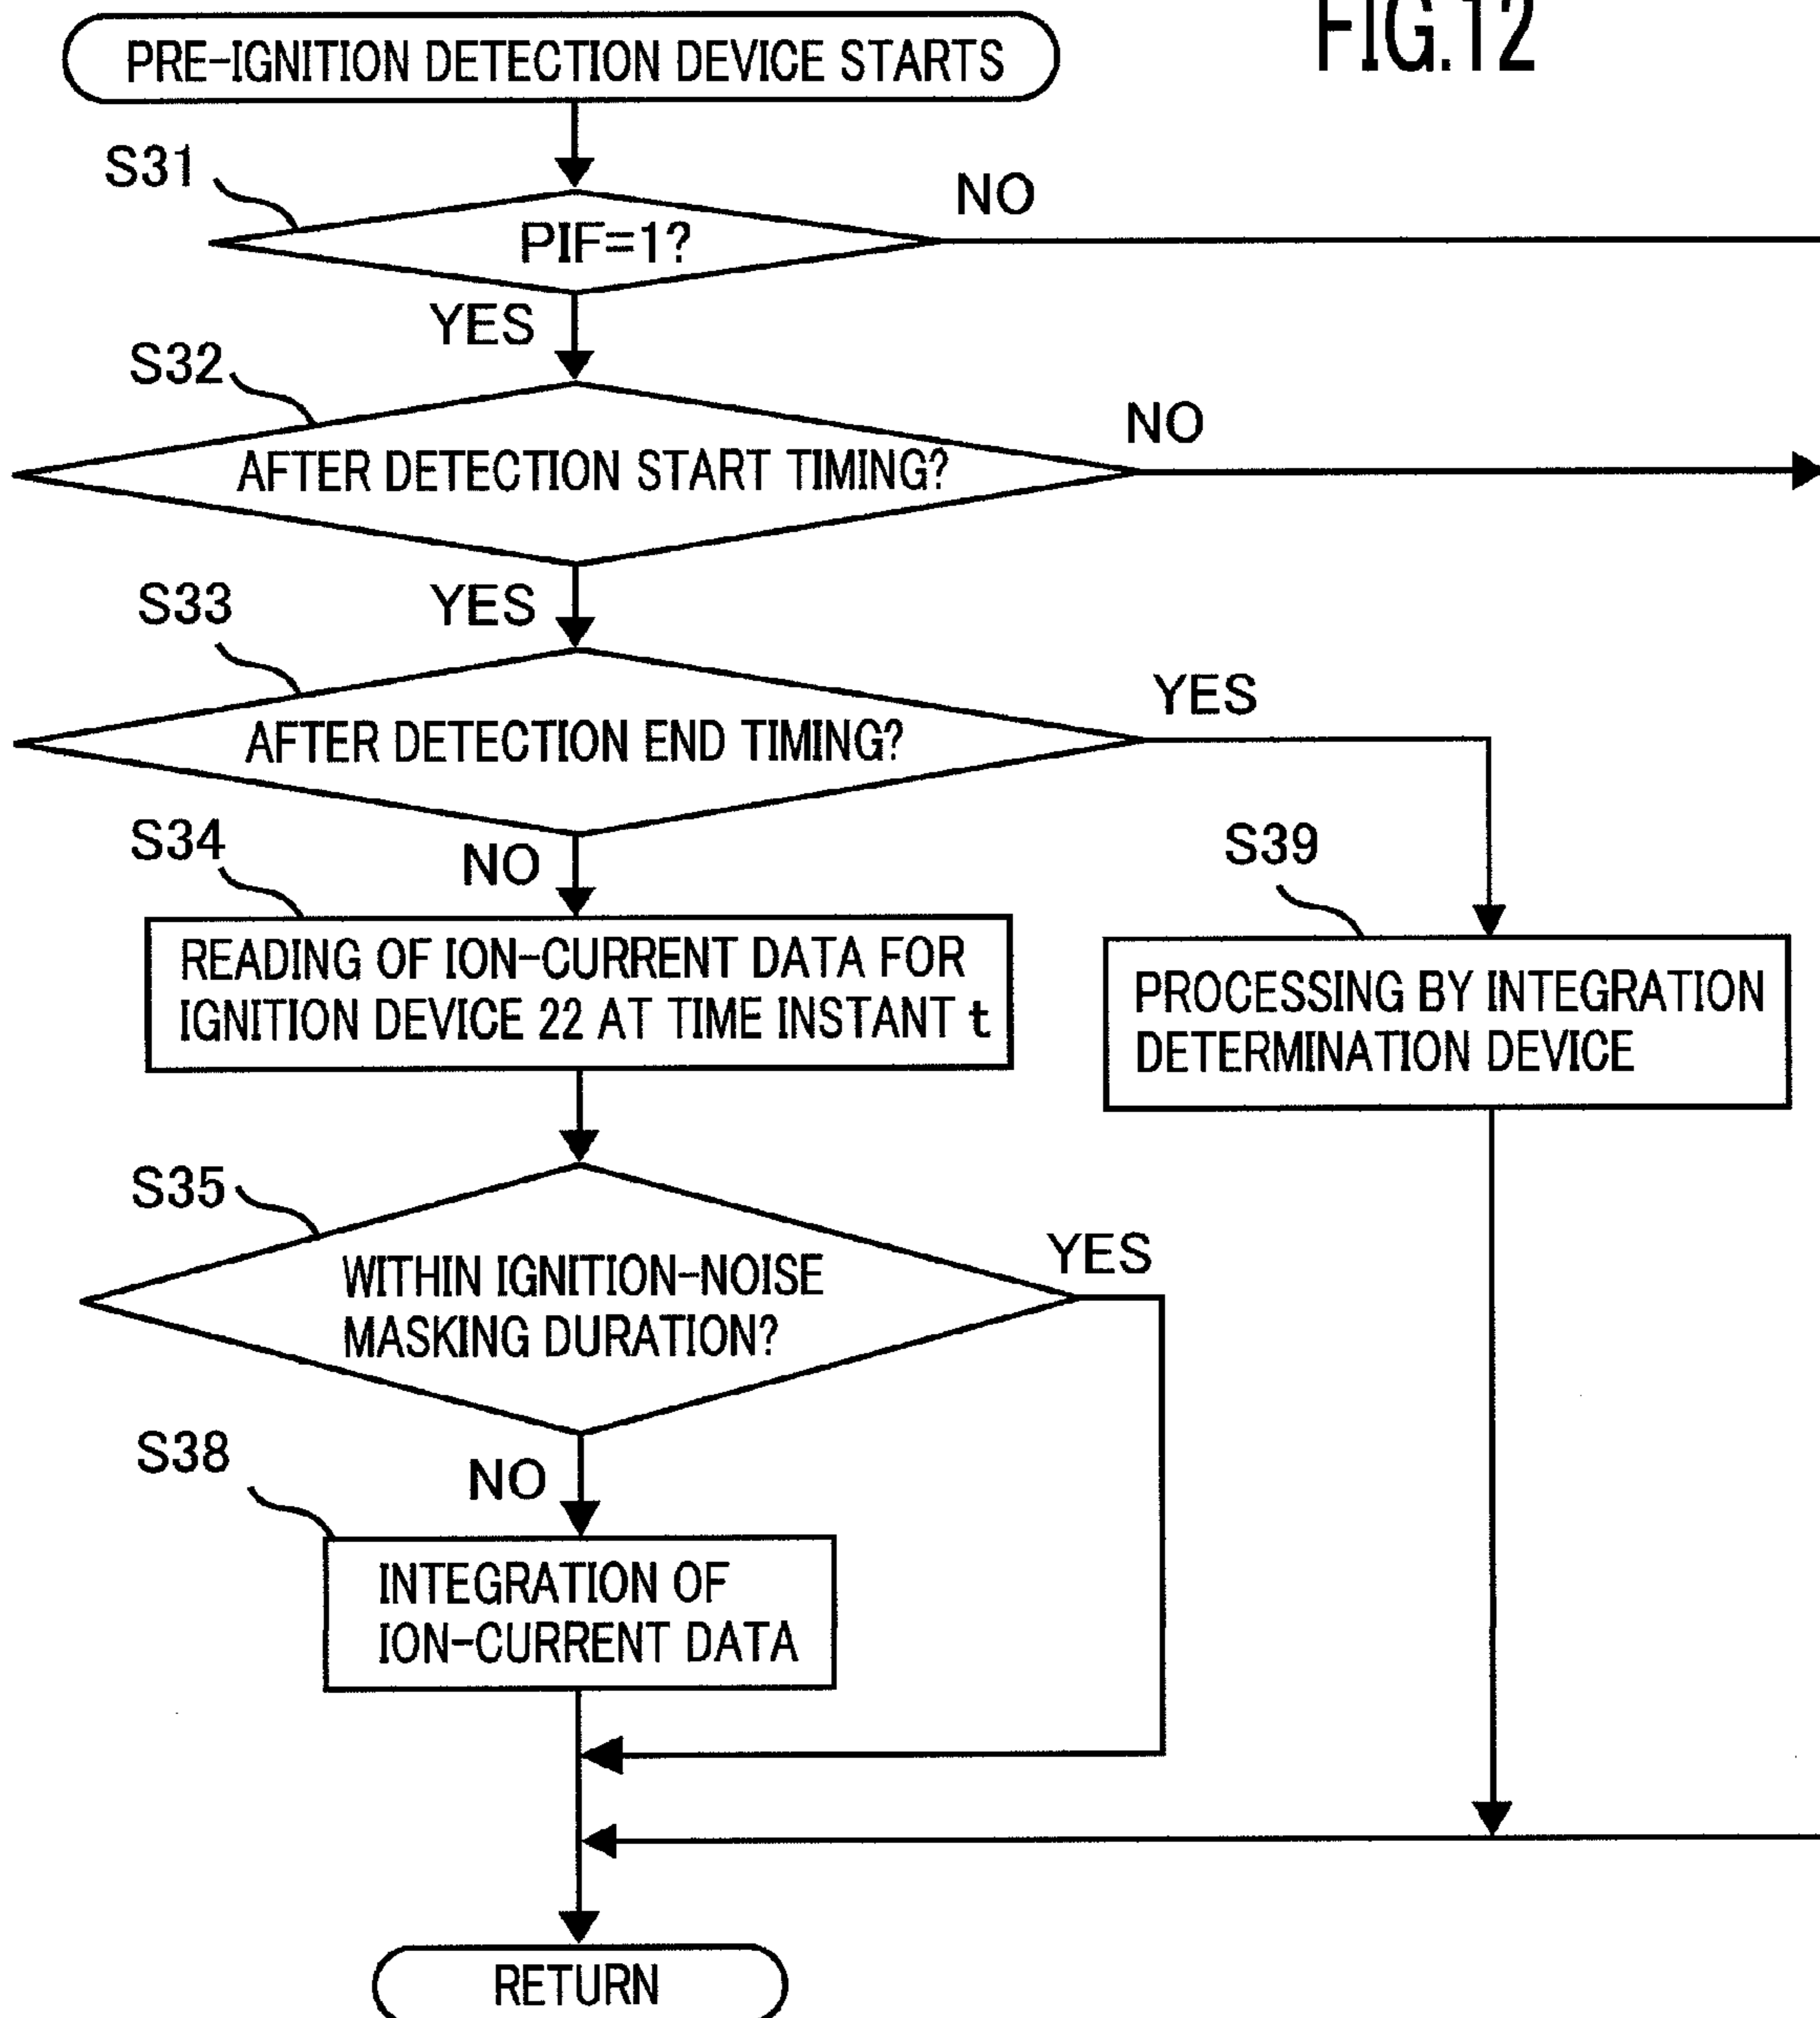 FIG.12
PRE-IGNITION DETECTION DEVICE STARTS
S31
NO
PIF=1?
YES
S32
NO
AFTER DETECTION START TIMING?
YES
S33
YES
AFTER DETECTION END TIMING?
S34
NO
S39
READING OF ION-CURRENT DATA FOR
IGNITION DEVICE 22 AT TIME INSTANT t
PROCESSING BY INTEGRATION
DETERMINATION DEVICE
S35
YES
WITHIN IGNITION-NOISE
MASKING DURATION?
S38
NO
INTEGRATION OF
ION-CURRENT DATA
RETURN